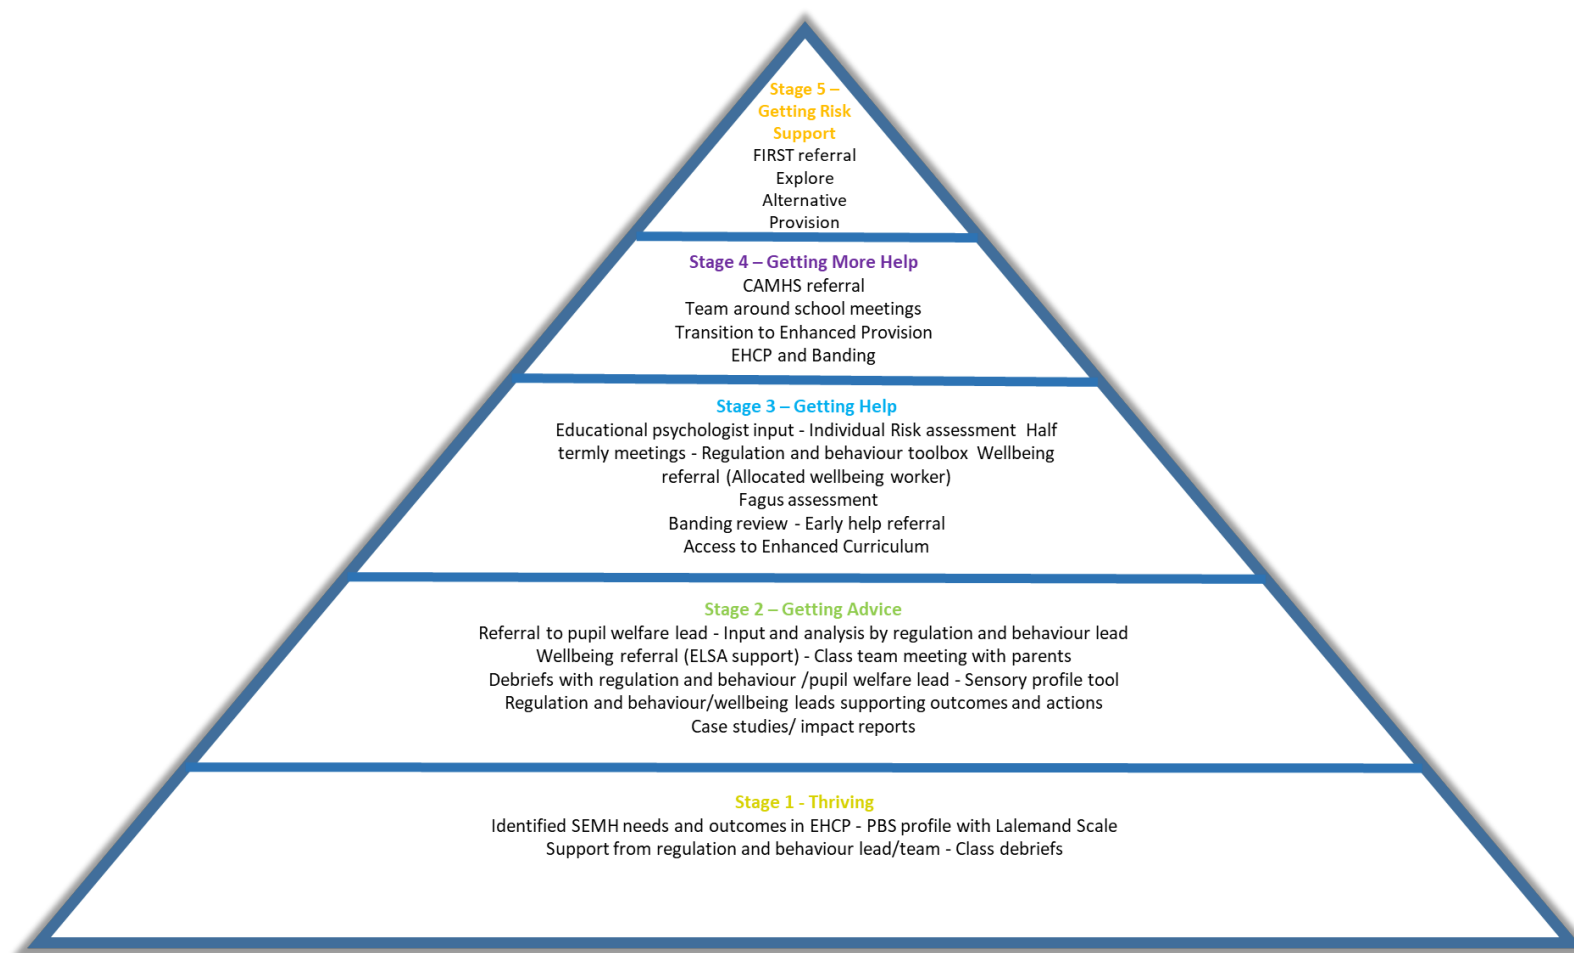 Stage 5 –
Getting Risk
Support
FIRST referral
Explore
Alternative
Provision
Stage 4 – Getting More Help
CAMHS referral
Team around school meetings
Transition to Enhanced Provision
EHCP and Banding
Stage 3 – Getting Help
Educational psychologist input - Individual Risk assessment  Half
termly meetings - Regulation and behaviour toolbox  Wellbeing
referral (Allocated wellbeing worker)
Fagus assessment
Banding review - Early help referral
Access to Enhanced Curriculum
Stage 2 – Getting Advice
Referral to pupil welfare lead - Input and analysis by regulation and behaviour lead
Wellbeing referral (ELSA support) - Class team meeting with parents
Debriefs with regulation and behaviour /pupil welfare lead - Sensory profile tool
Regulation and behaviour/wellbeing leads supporting outcomes and actions
Case studies/ impact reports
Stage 1 - Thriving
Identified SEMH needs and outcomes in EHCP - PBS profile with Lalemand Scale
Support from regulation and behaviour lead/team - Class debriefs